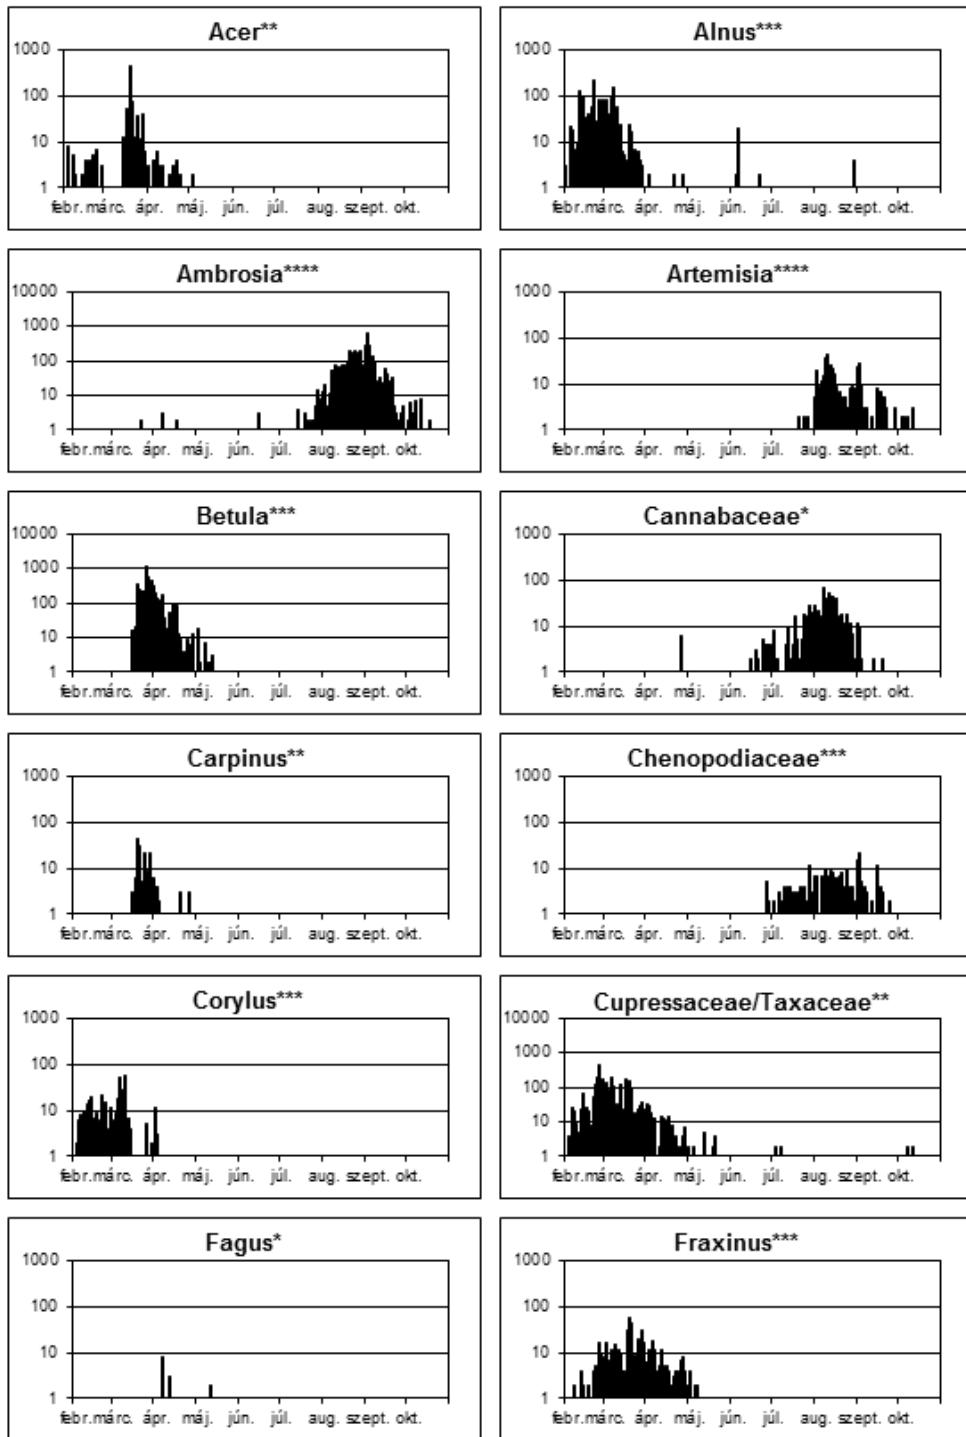 Acer**
1000
100
10
1
febr. márc. ápr. máj. jún. júl. aug. szept. okt.
Alnus***
1000
100
10
1
febr. márc. ápr. máj. jún. júl. aug. szept. okt.
Ambrosia****
10000
1000
100
10
1
febr. márc. ápr. máj. jún. júl. aug. szept. okt.
Artemisia****
1000
100
10
1
febr. márc. ápr. máj. jún. júl. aug. szept. okt.
Betula***
10000
1000
100
10
1
febr. márc. ápr. máj. jún. júl. aug. szept. okt.
Cannabaceae*
1000
100
10
1
febr. márc. ápr. máj. jún. júl. aug. szept. okt.
Carpinus**
1000
100
10
1
febr. márc. ápr. máj. jún. júl. aug. szept. okt.
Chenopodiaceae***
1000
100
10
1
febr. márc. ápr. máj. jún. júl. aug. szept. okt.
Corylus***
1000
100
10
1
febr. márc. ápr. máj. jún. júl. aug. szept. okt.
Cupressaceae/Taxaceae**
10000
1000
100
10
1
febr. márc. ápr. máj. jún. júl. aug. szept. okt.
Fagus*
1000
100
10
1
febr. márc. ápr. máj. jún. júl. aug. szept. okt.
Fraxinus***
1000
100
10
1
febr. márc. ápr. máj. jún. júl. aug. szept. okt.